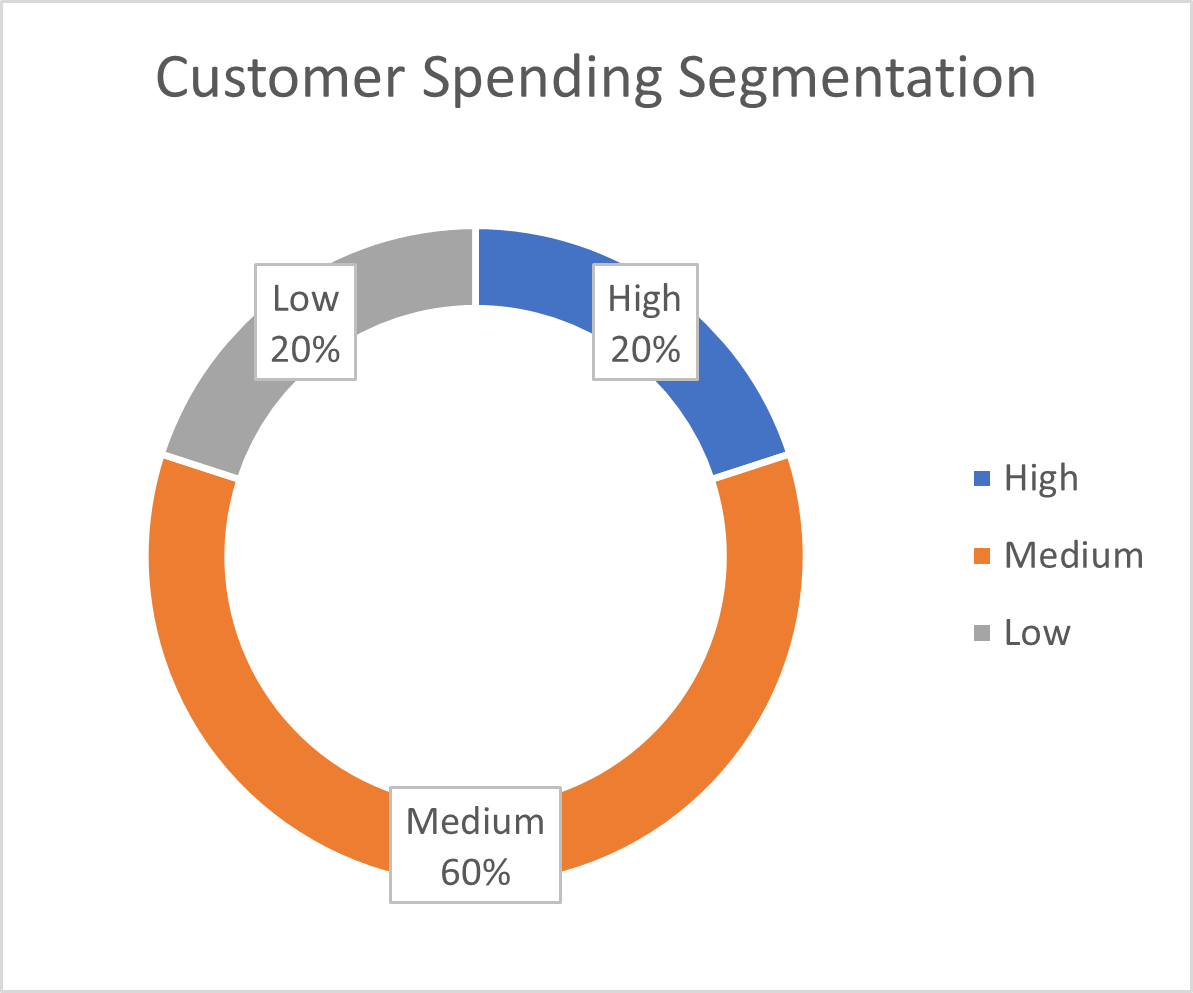 Customer Spending Segmentation
Low
20%
High
20%
Medium
60%
High
Medium
Low